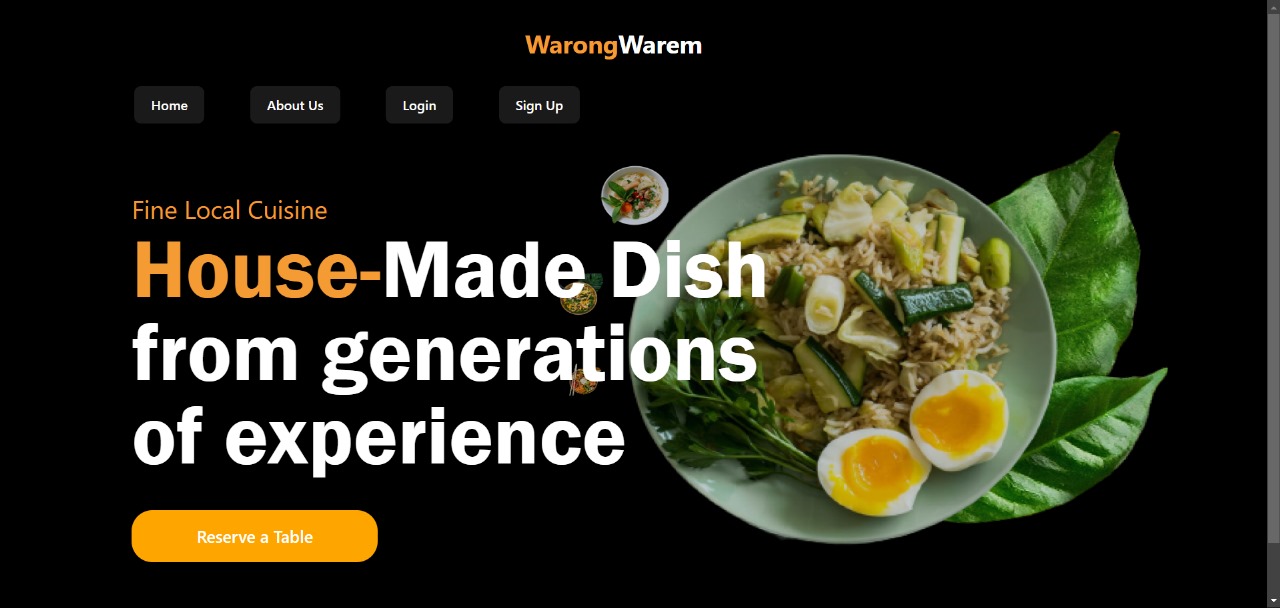 WarongWarem
Home About Us Login Sign Up
Fine Local Cuisine
House-Made Dish
from generations
of experience
Reserve a Table